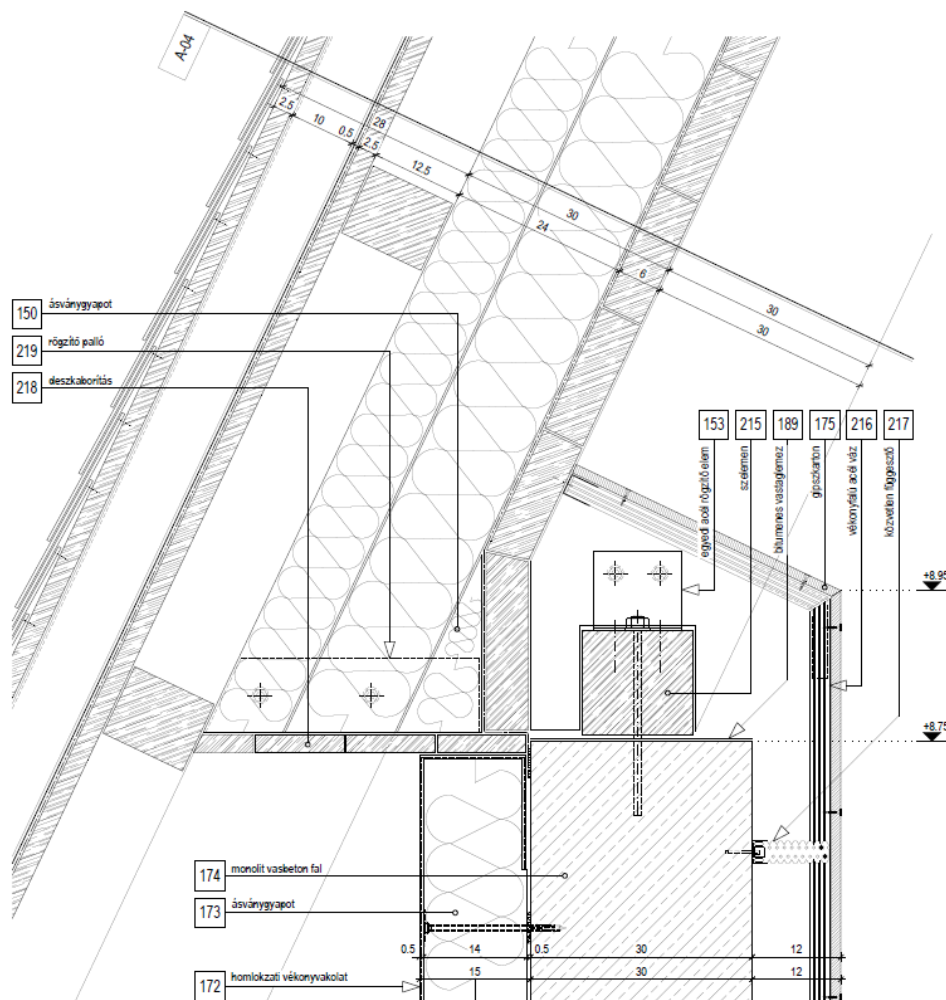 A-04
2.5
10
0.5
28
2.5
12.5
30
24
6
30
30
150 ásványgyapot
219 rögzítő palló
218 deszkaborítás
153 egyedi acél rögzítő elem
215 szelemen
189 bitumenes vastaglemez
175 gipszkarton
216 vékonyfalú acél váz
217 közvetlen függesztő
+8.95
+8.75
174 monolit vasbeton fal
173 ásványgyapot
0.5 14 0.5 30 12
15 30 12
172 homlokzati vékonyvakolat